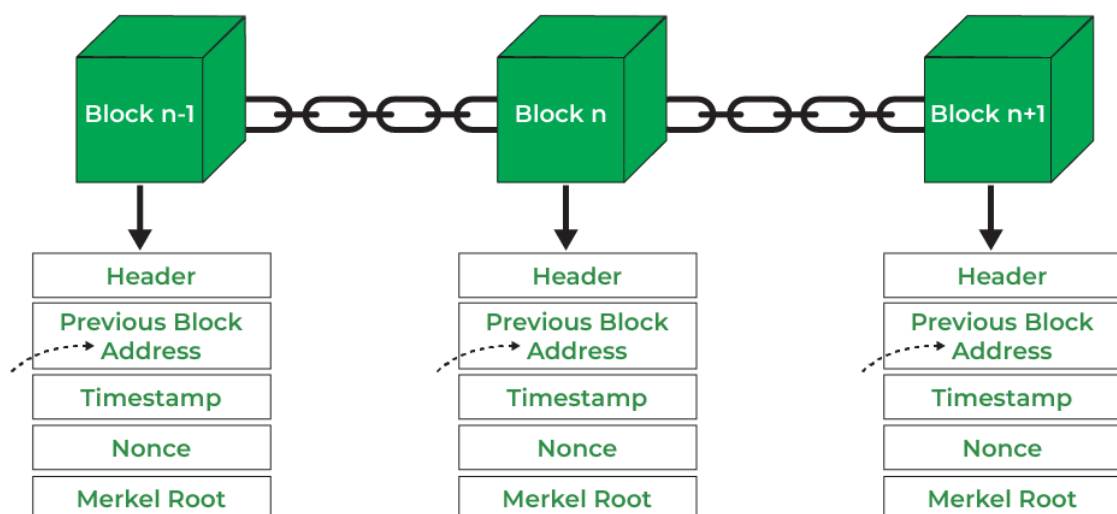 Block n-1
Block n
Block n+1
Header
Previous Block
Address
Timestamp
Nonce
Merkel Root
Header
Previous Block
Address
Timestamp
Nonce
Merkel Root
Header
Previous Block
Address
Timestamp
Nonce
Merkel Root